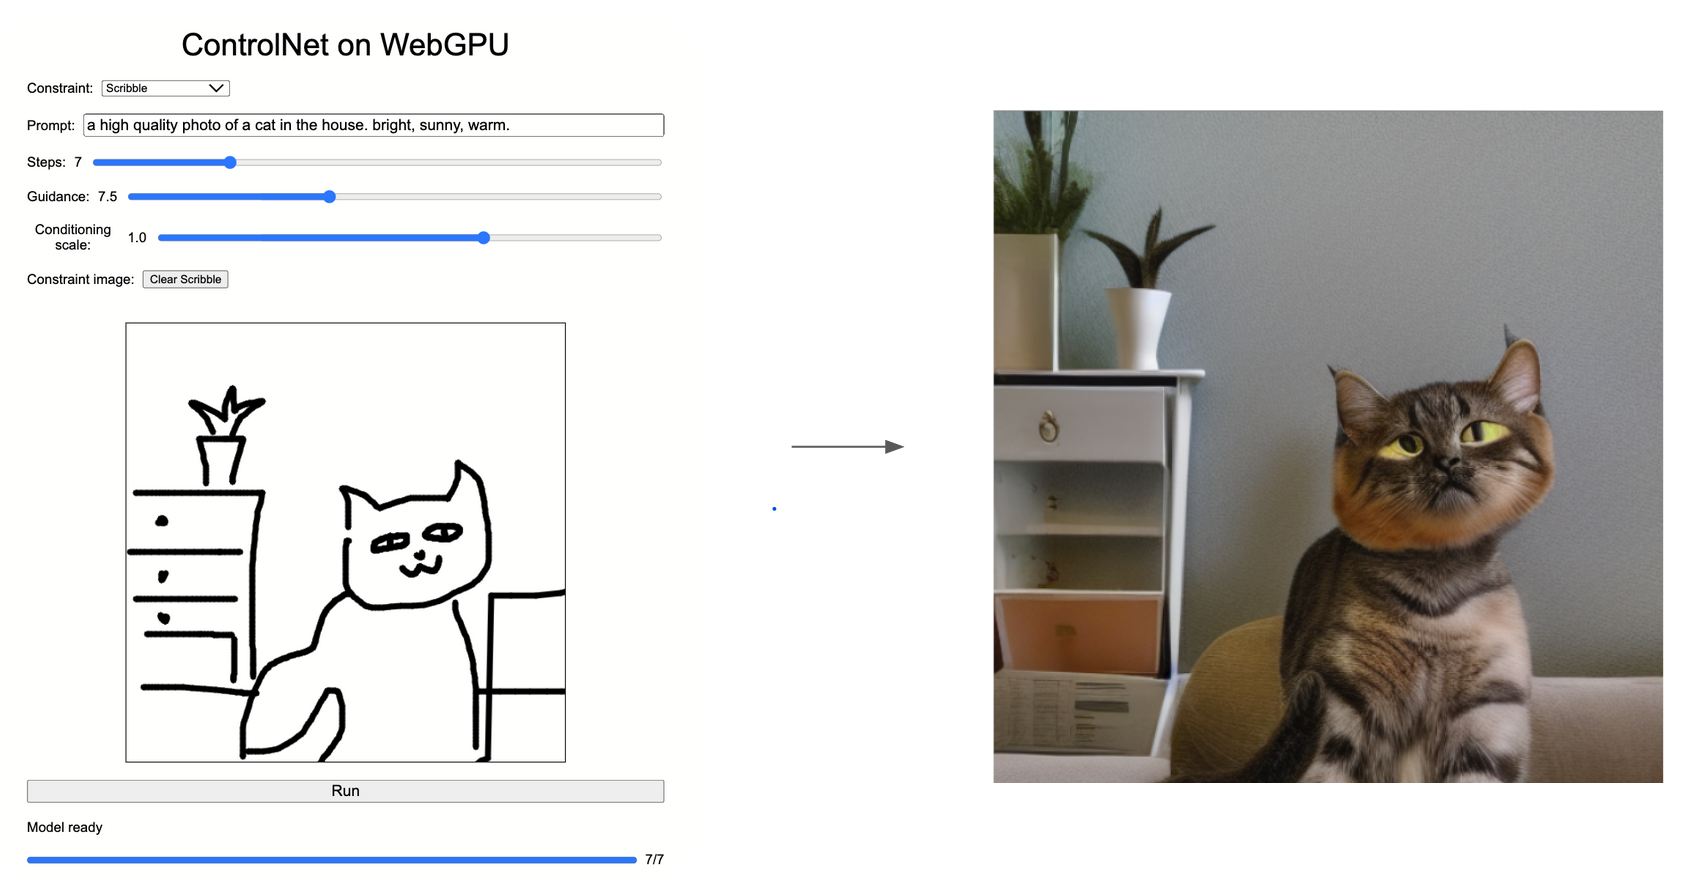 ControlNet on WebGPU
Constraint: Scribble
Prompt: a high quality photo of a cat in the house. bright, sunny, warm.
Steps: 7
Guidance: 7.5
Conditioning
scale: 1.0
Constraint image: Clear Scribble
Run
Model ready
7/7